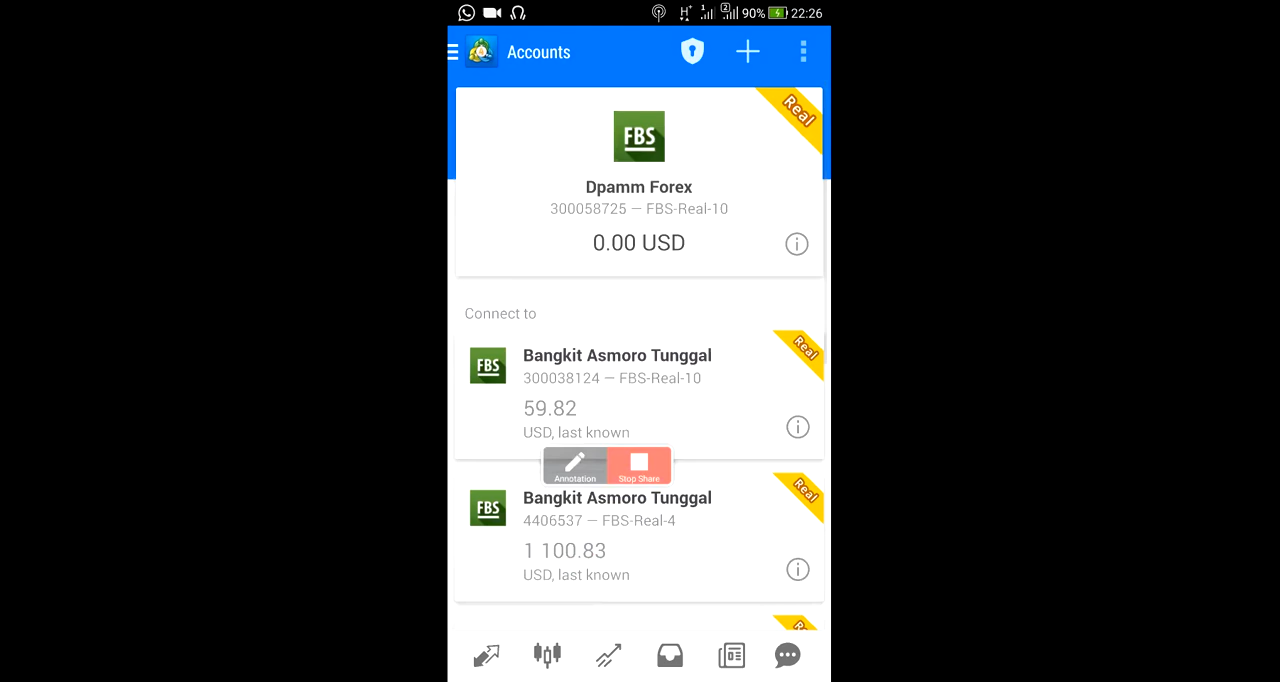 1 2 90% 22:26
Accounts
Real
FBS
Dpamm Forex
300058725 — FBS-Real-10
0.00 USD
Connect to
Real
FBS
Bangkit Asmoro Tunggal
300038124 — FBS-Real-10
59.82
USD, last known
Annotation Stop Share
Real
FBS
Bangkit Asmoro Tunggal
4406537 — FBS-Real-4
1 100.83
USD, last known